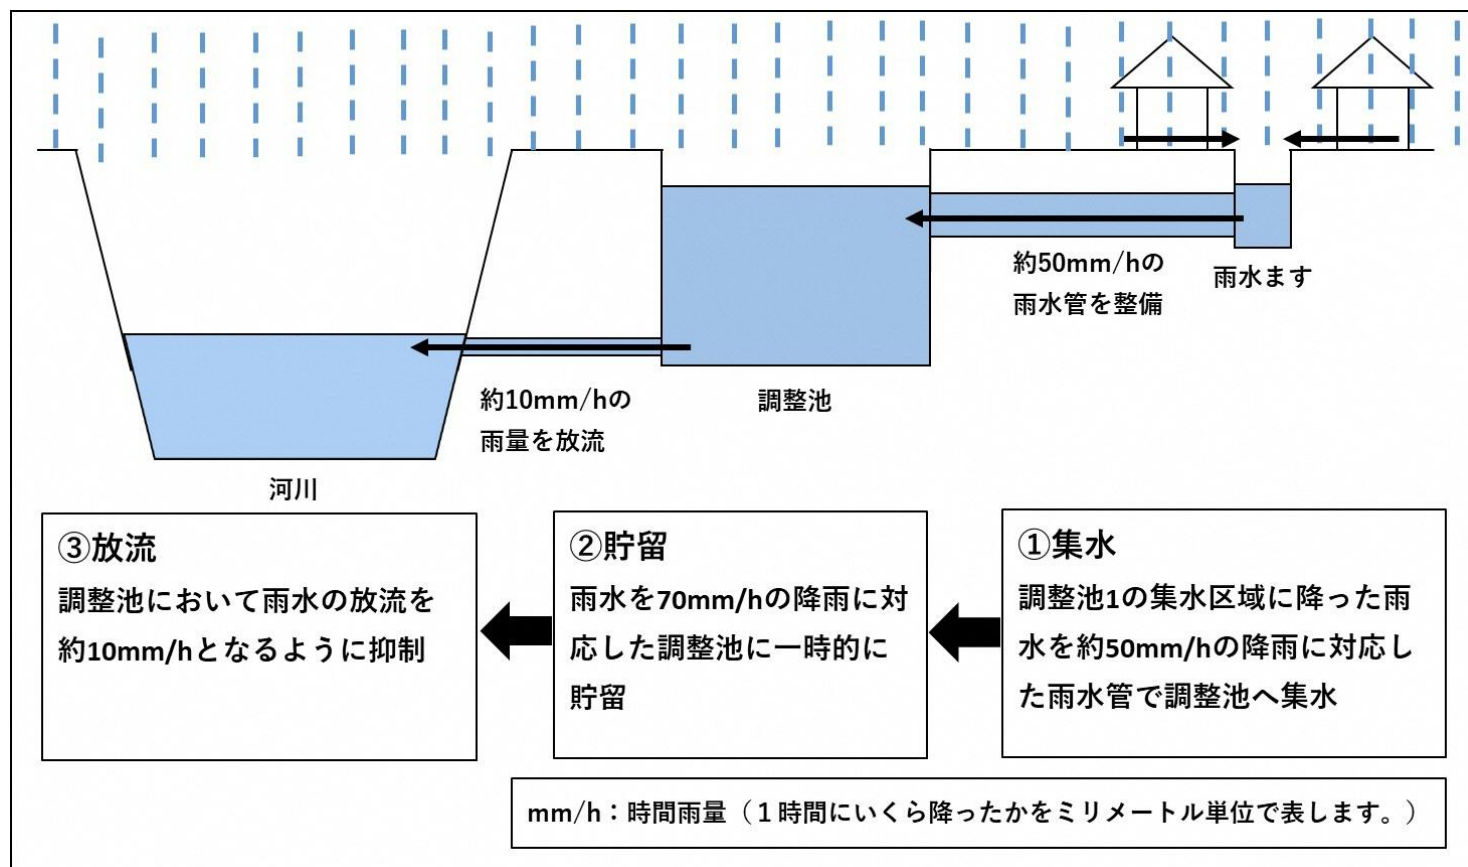 約50mm/hの
雨水管を整備
雨水ます
約10mm/hの
雨量を放流
調整池
河川
③放流
調整池において雨水の放流を
約10mm/hとなるように抑制
②貯留
雨水を70mm/hの降雨に対
応した調整池に一時的に
貯留
①集水
調整池1の集水区域に降った雨
水を約50mm/hの降雨に対応し
た雨水管で調整池へ集水
mm/h：時間雨量（１時間にいくら降ったかをミリメートル単位で表します。）